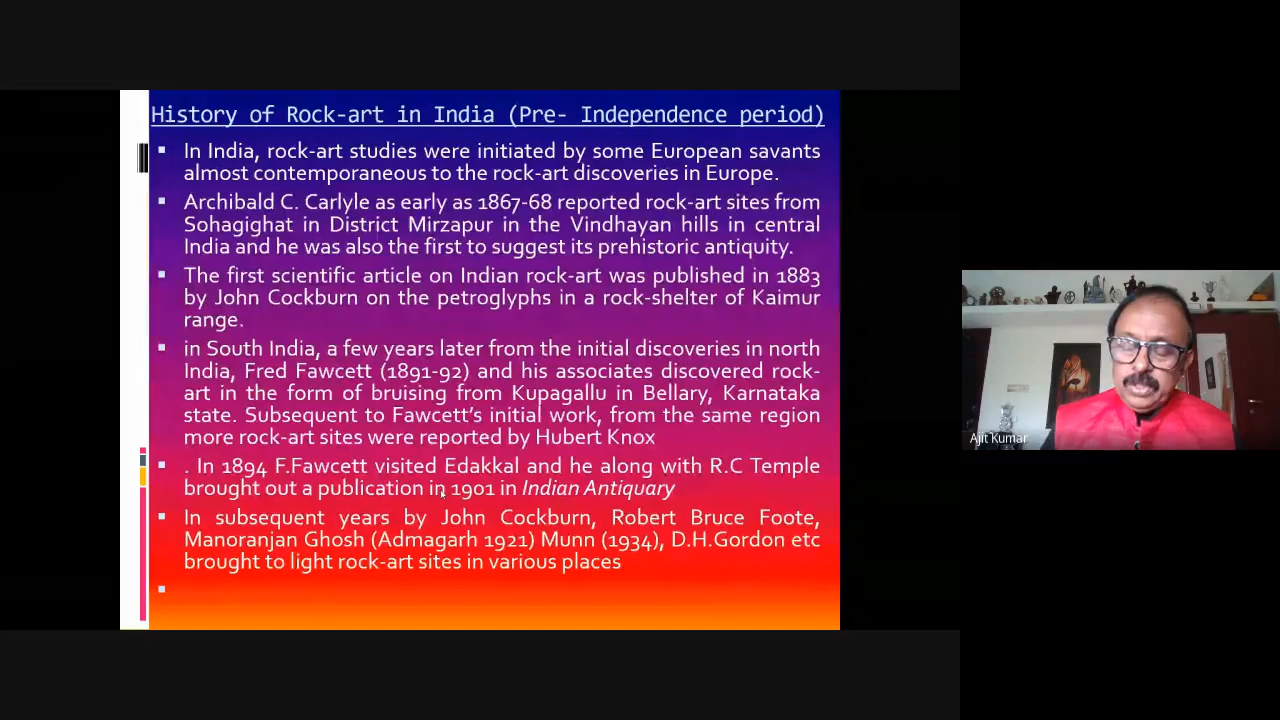 History of Rock-art in India (Pre- Independence period)
In India, rock-art studies were initiated by some European savants
almost contemporaneous to the rock-art discoveries in Europe.
Archibald C. Carlyle as early as 1867-68 reported rock-art sites from
Sohagighat in District Mirzapur in the Vindhayan hills in central
India and he was also the first to suggest its prehistoric antiquity.
The first scientific article on Indian rock-art was published in 1883
by John Cockburn on the petroglyphs in a rock-shelter of Kaimur
range.
in South India, a few years later from the initial discoveries in north
India, Fred Fawcett (1891-92) and his associates discovered rock-
art in the form of bruising from Kupagallu in Bellary, Karnataka
state. Subsequent to Fawcett's initial work, from the same region
more rock-art sites were reported by Hubert Knox
. In 1894 F.Fawcett visited Edakkal and he along with R.C Temple
brought out a publication in 1901 in Indian Antiquary
In subsequent years by John Cockburn, Robert Bruce Foote,
Manoranjan Ghosh (Admagarh 1921) Munn (1934), D.H.Gordon etc
brought to light rock-art sites in various places
Ajit Kumar